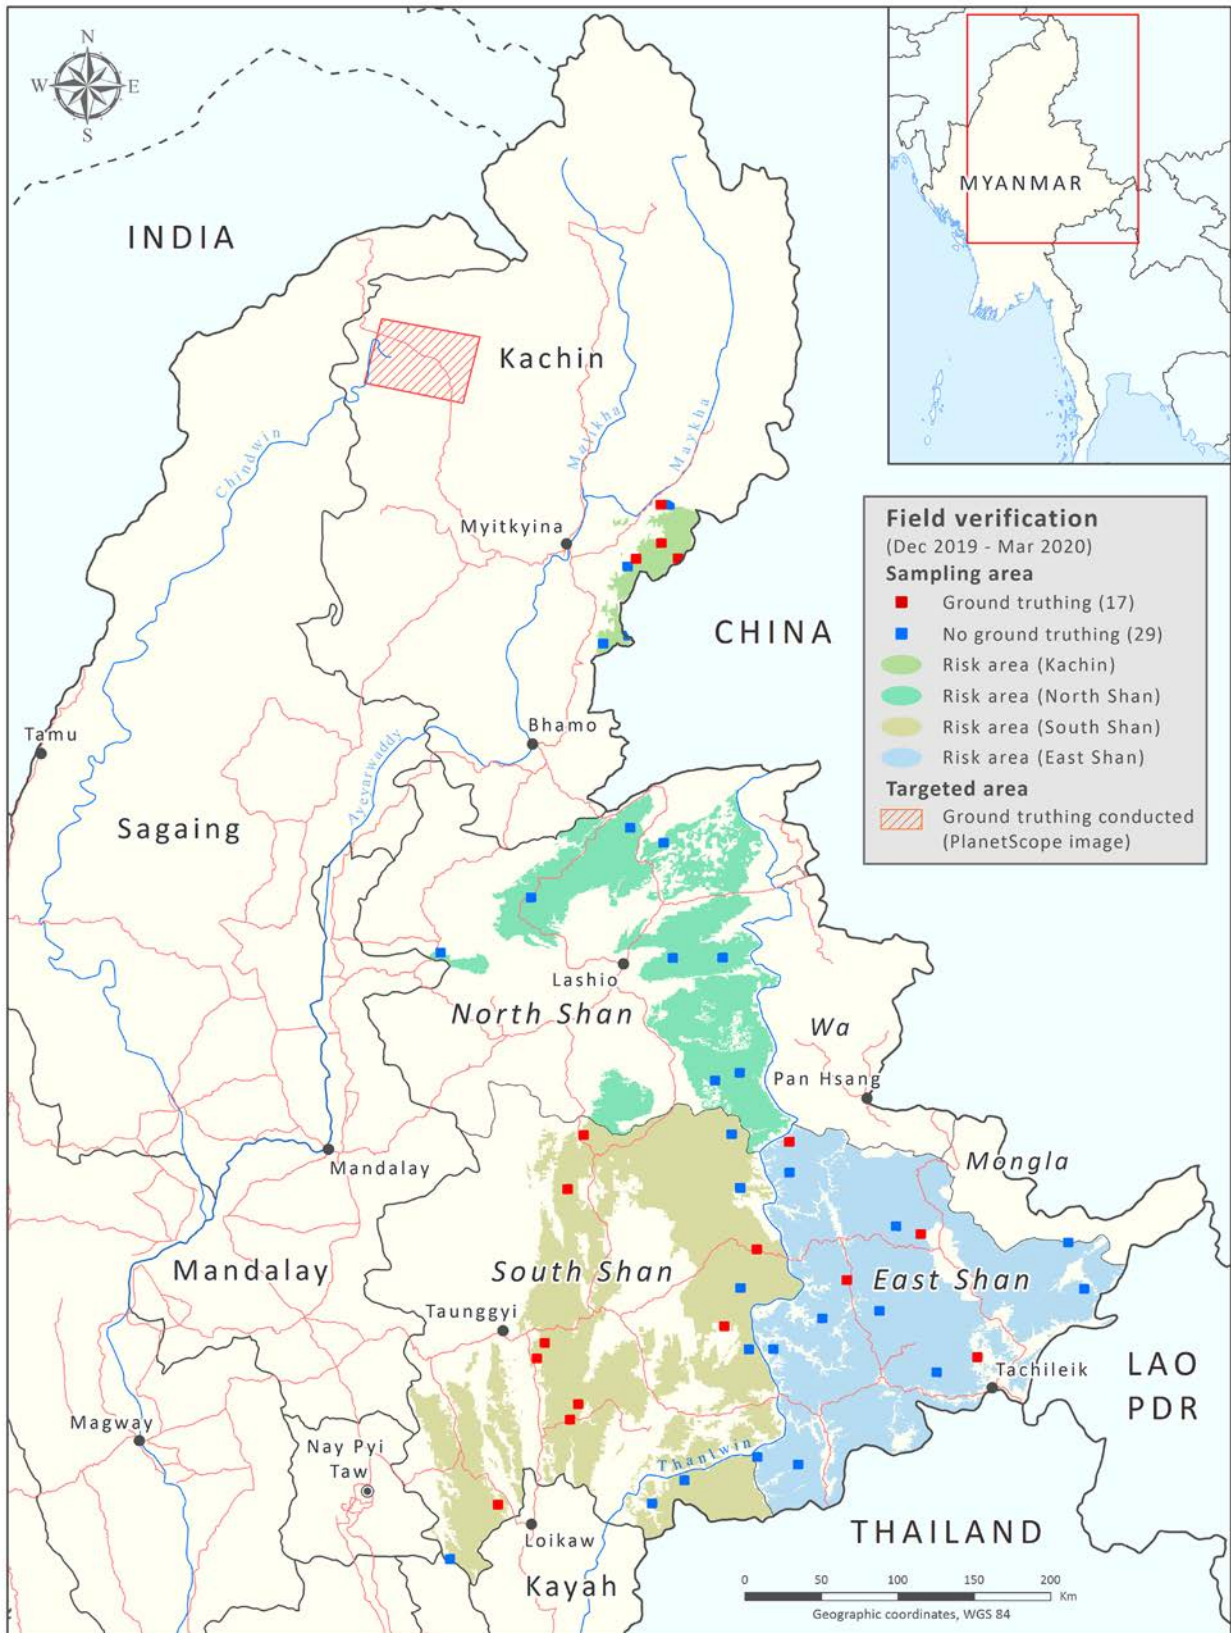 N
W
E
S
INDIA
MYANMAR
Kachin
Chindwin
Malikha
Maykha
Myitkyina
CHINA
Field verification
(Dec 2019 - Mar 2020)
Sampling area
Ground truthing (17)
No ground truthing (29)
Risk area (Kachin)
Risk area (North Shan)
Risk area (South Shan)
Risk area (East Shan)
Targeted area
Ground truthing conducted
(PlanetScope image)
Tamu
Bhamo
Ayeyarwaddy
Sagaing
Lashio
North Shan
Wa
Pan Hsang
Mandalay
Mongla
Mandalay
South Shan
East Shan
Taunggyi
Tachileik
LAO
PDR
Magway
Nay Pyi
Taw
Thanlwin
Loikaw
THAILAND
Kayah
0 50 100 150 200
Km
Geographic coordinates, WGS 84